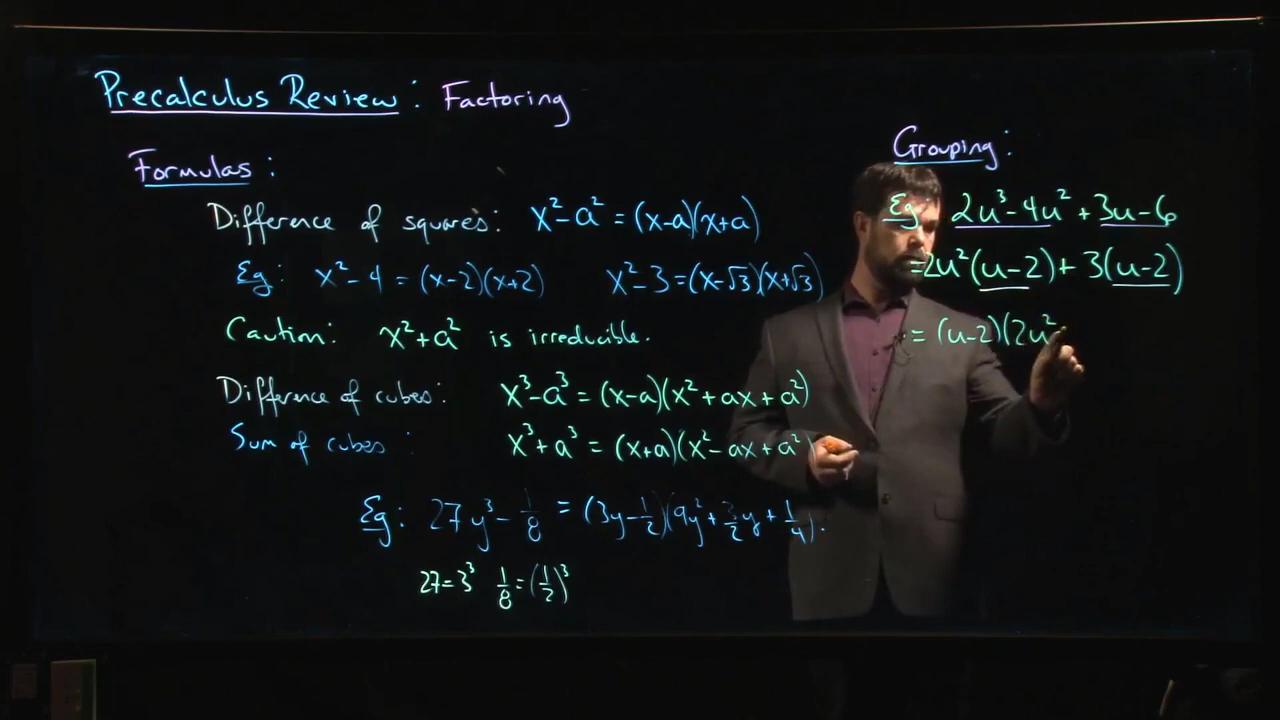 Precalculus Review: Factoring
Formulas:
Difference of squares: x² - a² = (x-a)(x+a)
Eg: x² - 4 = (x-2)(x+2) x² - 3 = (x-√3)(x+√3)
Caution: x² + a² is irreducible.
Difference of cubes: x³ - a³ = (x-a)(x² + ax + a²)
Sum of cubes: x³ + a³ = (x+a)(x² - ax + a²)
Eg: 27y³ - 1/8 = (3y - 1/2)(9y² + 3/2 y + 1/4).
27 = 3³ 1/8 = (1/2)³
Grouping:
Eg 2u³ - 4u² + 3u - 6
= 2u²(u-2) + 3(u-2)
= (u-2)(2u²